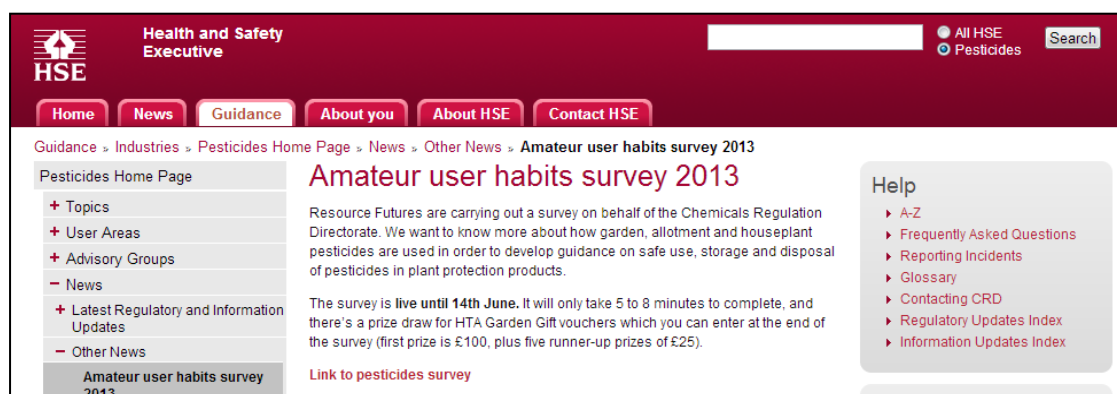 Health and Safety
Executive
HSE
All HSE
Pesticides
Search
Home
News
Guidance
About you
About HSE
Contact HSE
Guidance » Industries » Pesticides Home Page » News » Other News » Amateur user habits survey 2013
Pesticides Home Page
+ Topics
+ User Areas
+ Advisory Groups
− News
+ Latest Regulatory and Information
Updates
− Other News
Amateur user habits survey
2013
Amateur user habits survey 2013
Resource Futures are carrying out a survey on behalf of the Chemicals Regulation
Directorate. We want to know more about how garden, allotment and houseplant
pesticides are used in order to develop guidance on safe use, storage and disposal
of pesticides in plant protection products.
The survey is live until 14th June. It will only take 5 to 8 minutes to complete, and
there's a prize draw for HTA Garden Gift vouchers which you can enter at the end of
the survey (first prize is £100, plus five runner-up prizes of £25).
Link to pesticides survey
Help
A-Z
Frequently Asked Questions
Reporting Incidents
Glossary
Contacting CRD
Regulatory Updates Index
Information Updates Index